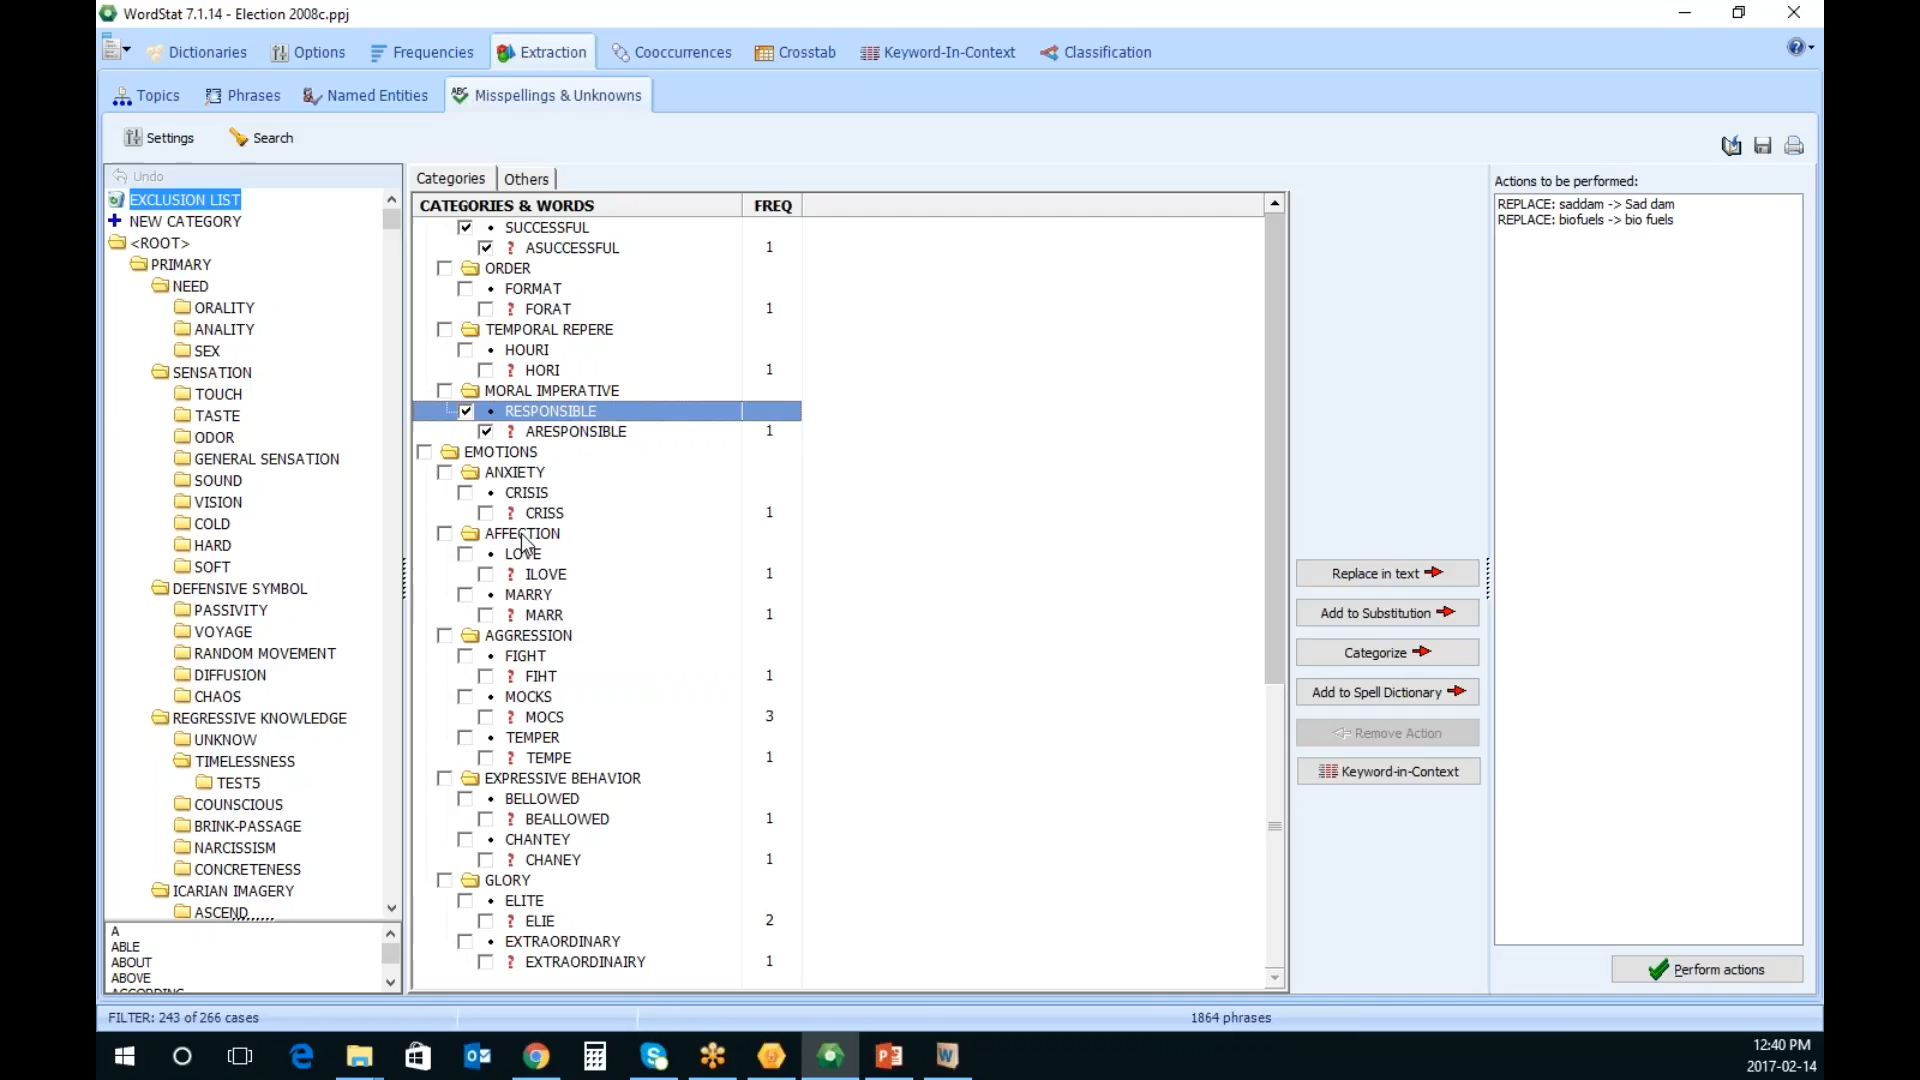 WordStat 7.1.14 - Election 2008c.ppj
Dictionaries Options Frequencies Extraction Cooccurrences Crosstab Keyword-In-Context Classification
Topics Phrases Named Entities ABC Misspellings & Unknowns
Settings Search
Undo
EXCLUSION LIST
NEW CATEGORY
<ROOT>
PRIMARY
NEED
ORALITY
ANALITY
SEX
SENSATION
TOUCH
TASTE
ODOR
GENERAL SENSATION
SOUND
VISION
COLD
HARD
SOFT
DEFENSIVE SYMBOL
PASSIVITY
VOYAGE
RANDOM MOVEMENT
DIFFUSION
CHAOS
REGRESSIVE KNOWLEDGE
UNKNOW
TIMELESSNESS
TEST5
COUNSCIOUS
BRINK-PASSAGE
NARCISSISM
CONCRETENESS
ICARIAN IMAGERY
ASCEND
A
ABLE
ABOUT
ABOVE
ACCORDING
Categories Others
CATEGORIES & WORDS FREQ
SUCCESSFUL
? ASUCCESSFUL 1
ORDER
FORMAT
? FORAT 1
TEMPORAL REPERE
HOURI
? HORI 1
MORAL IMPERATIVE
RESPONSIBLE
? ARESPONSIBLE 1
EMOTIONS
ANXIETY
CRISIS
? CRISS 1
AFFECTION
LOVE
? ILOVE 1
MARRY
? MARR 1
AGGRESSION
FIGHT
? FIHT 1
MOCKS
? MOCS 3
TEMPER
? TEMPE 1
EXPRESSIVE BEHAVIOR
BELLOWED
? BEALLOWED 1
CHANTEY
? CHANEY 1
GLORY
ELITE
? ELIE 2
EXTRAORDINARY
? EXTRAORDINAIRY 1
Replace in text
Add to Substitution
Categorize
Add to Spell Dictionary
Remove Action
Keyword-in-Context
Actions to be performed:
REPLACE: saddam -> Sad dam
REPLACE: biofuels -> bio fuels
Perform actions
FILTER: 243 of 266 cases 1864 phrases
12:40 PM
2017-02-14